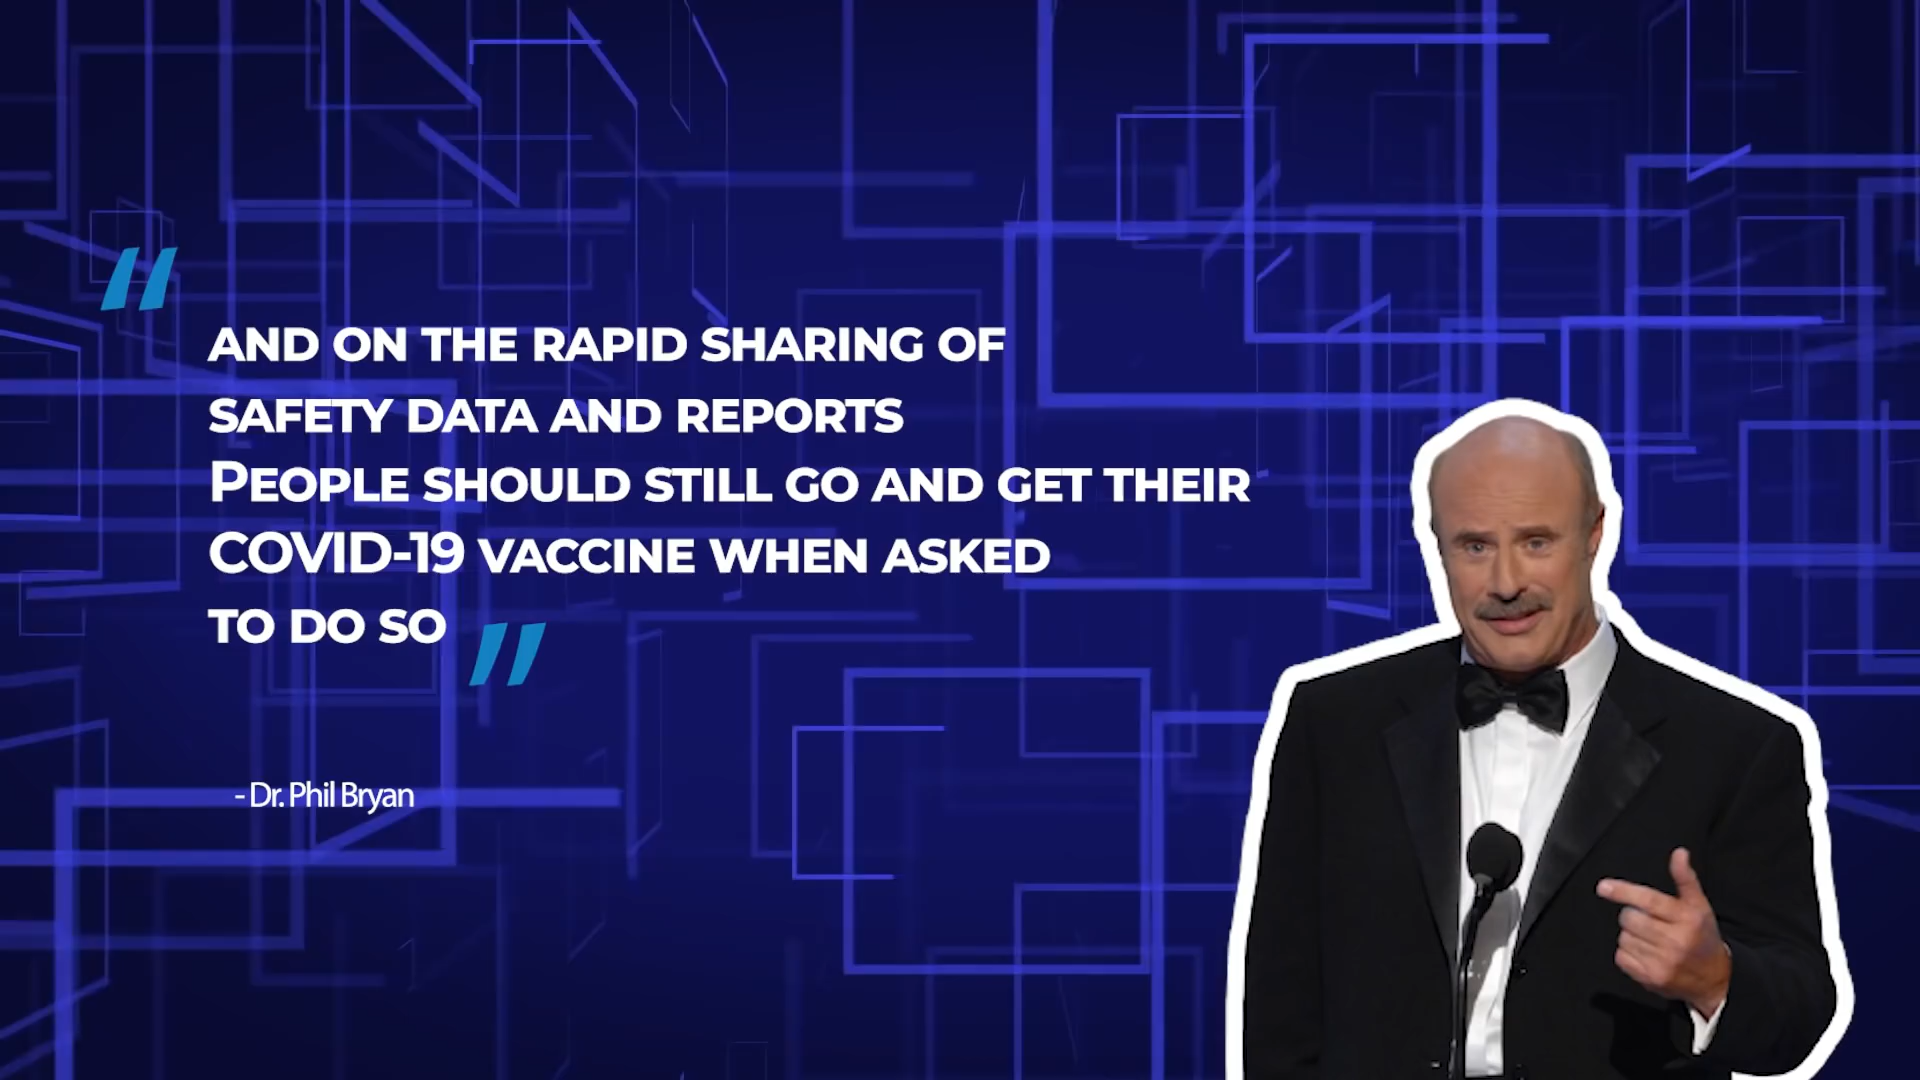 “
AND ON THE RAPID SHARING OF
SAFETY DATA AND REPORTS
PEOPLE SHOULD STILL GO AND GET THEIR
COVID-19 VACCINE WHEN ASKED
TO DO SO ”
- Dr. Phil Bryan